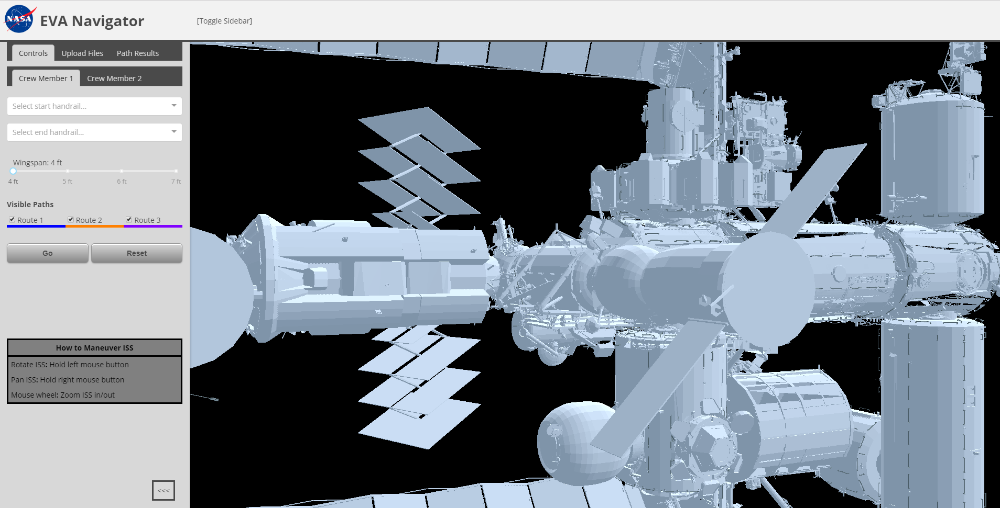 NASA
EVA Navigator
[Toggle Sidebar]
Controls Upload Files Path Results
Crew Member 1 Crew Member 2
Select start handrail...
Select end handrail...
Wingspan: 4 ft
4 ft 5 ft 6 ft 7 ft
Visible Paths
Route 1 Route 2 Route 3
Go Reset
How to Maneuver ISS
Rotate ISS: Hold left mouse button
Pan ISS: Hold right mouse button
Mouse wheel: Zoom ISS in/out
<<<